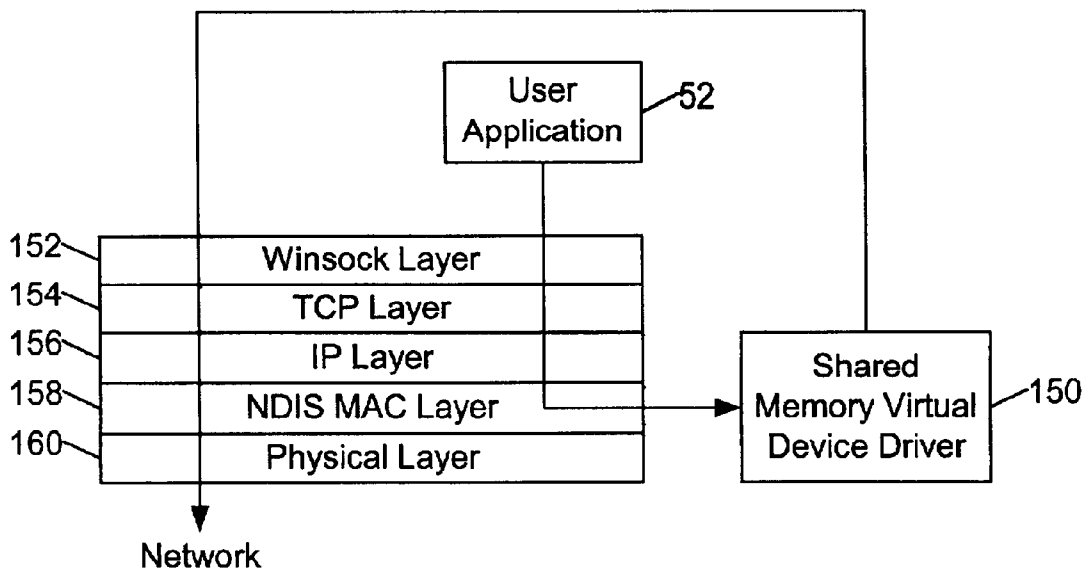 User
Application
52
152
Winsock Layer
154
TCP Layer
156
IP Layer
158
NDIS MAC Layer
160
Physical Layer
Shared
Memory Virtual
Device Driver
150
Network